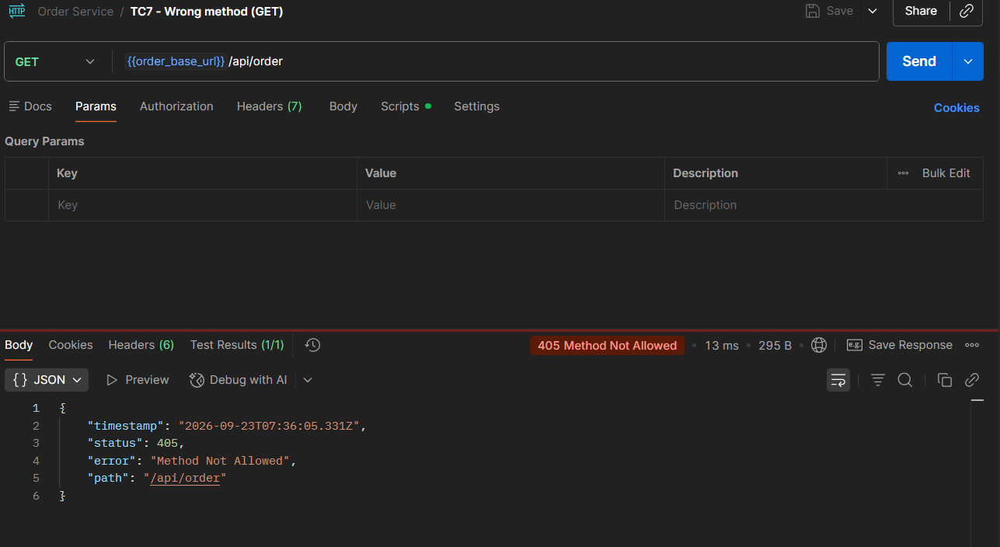 HTTP Order Service / TC7 - Wrong method (GET) Save Share
GET {{order_base_url}} /api/order Send
Docs Params Authorization Headers (7) Body Scripts Settings Cookies
Query Params
Key Value Description Bulk Edit
Key Value Description
Body Cookies Headers (6) Test Results (1/1) 405 Method Not Allowed • 13 ms • 295 B • e.g. Save Response
{} JSON Preview Debug with AI
1 {
2 "timestamp": "2026-09-23T07:36:05.331Z",
3 "status": 405,
4 "error": "Method Not Allowed",
5 "path": "/api/order"
6 }